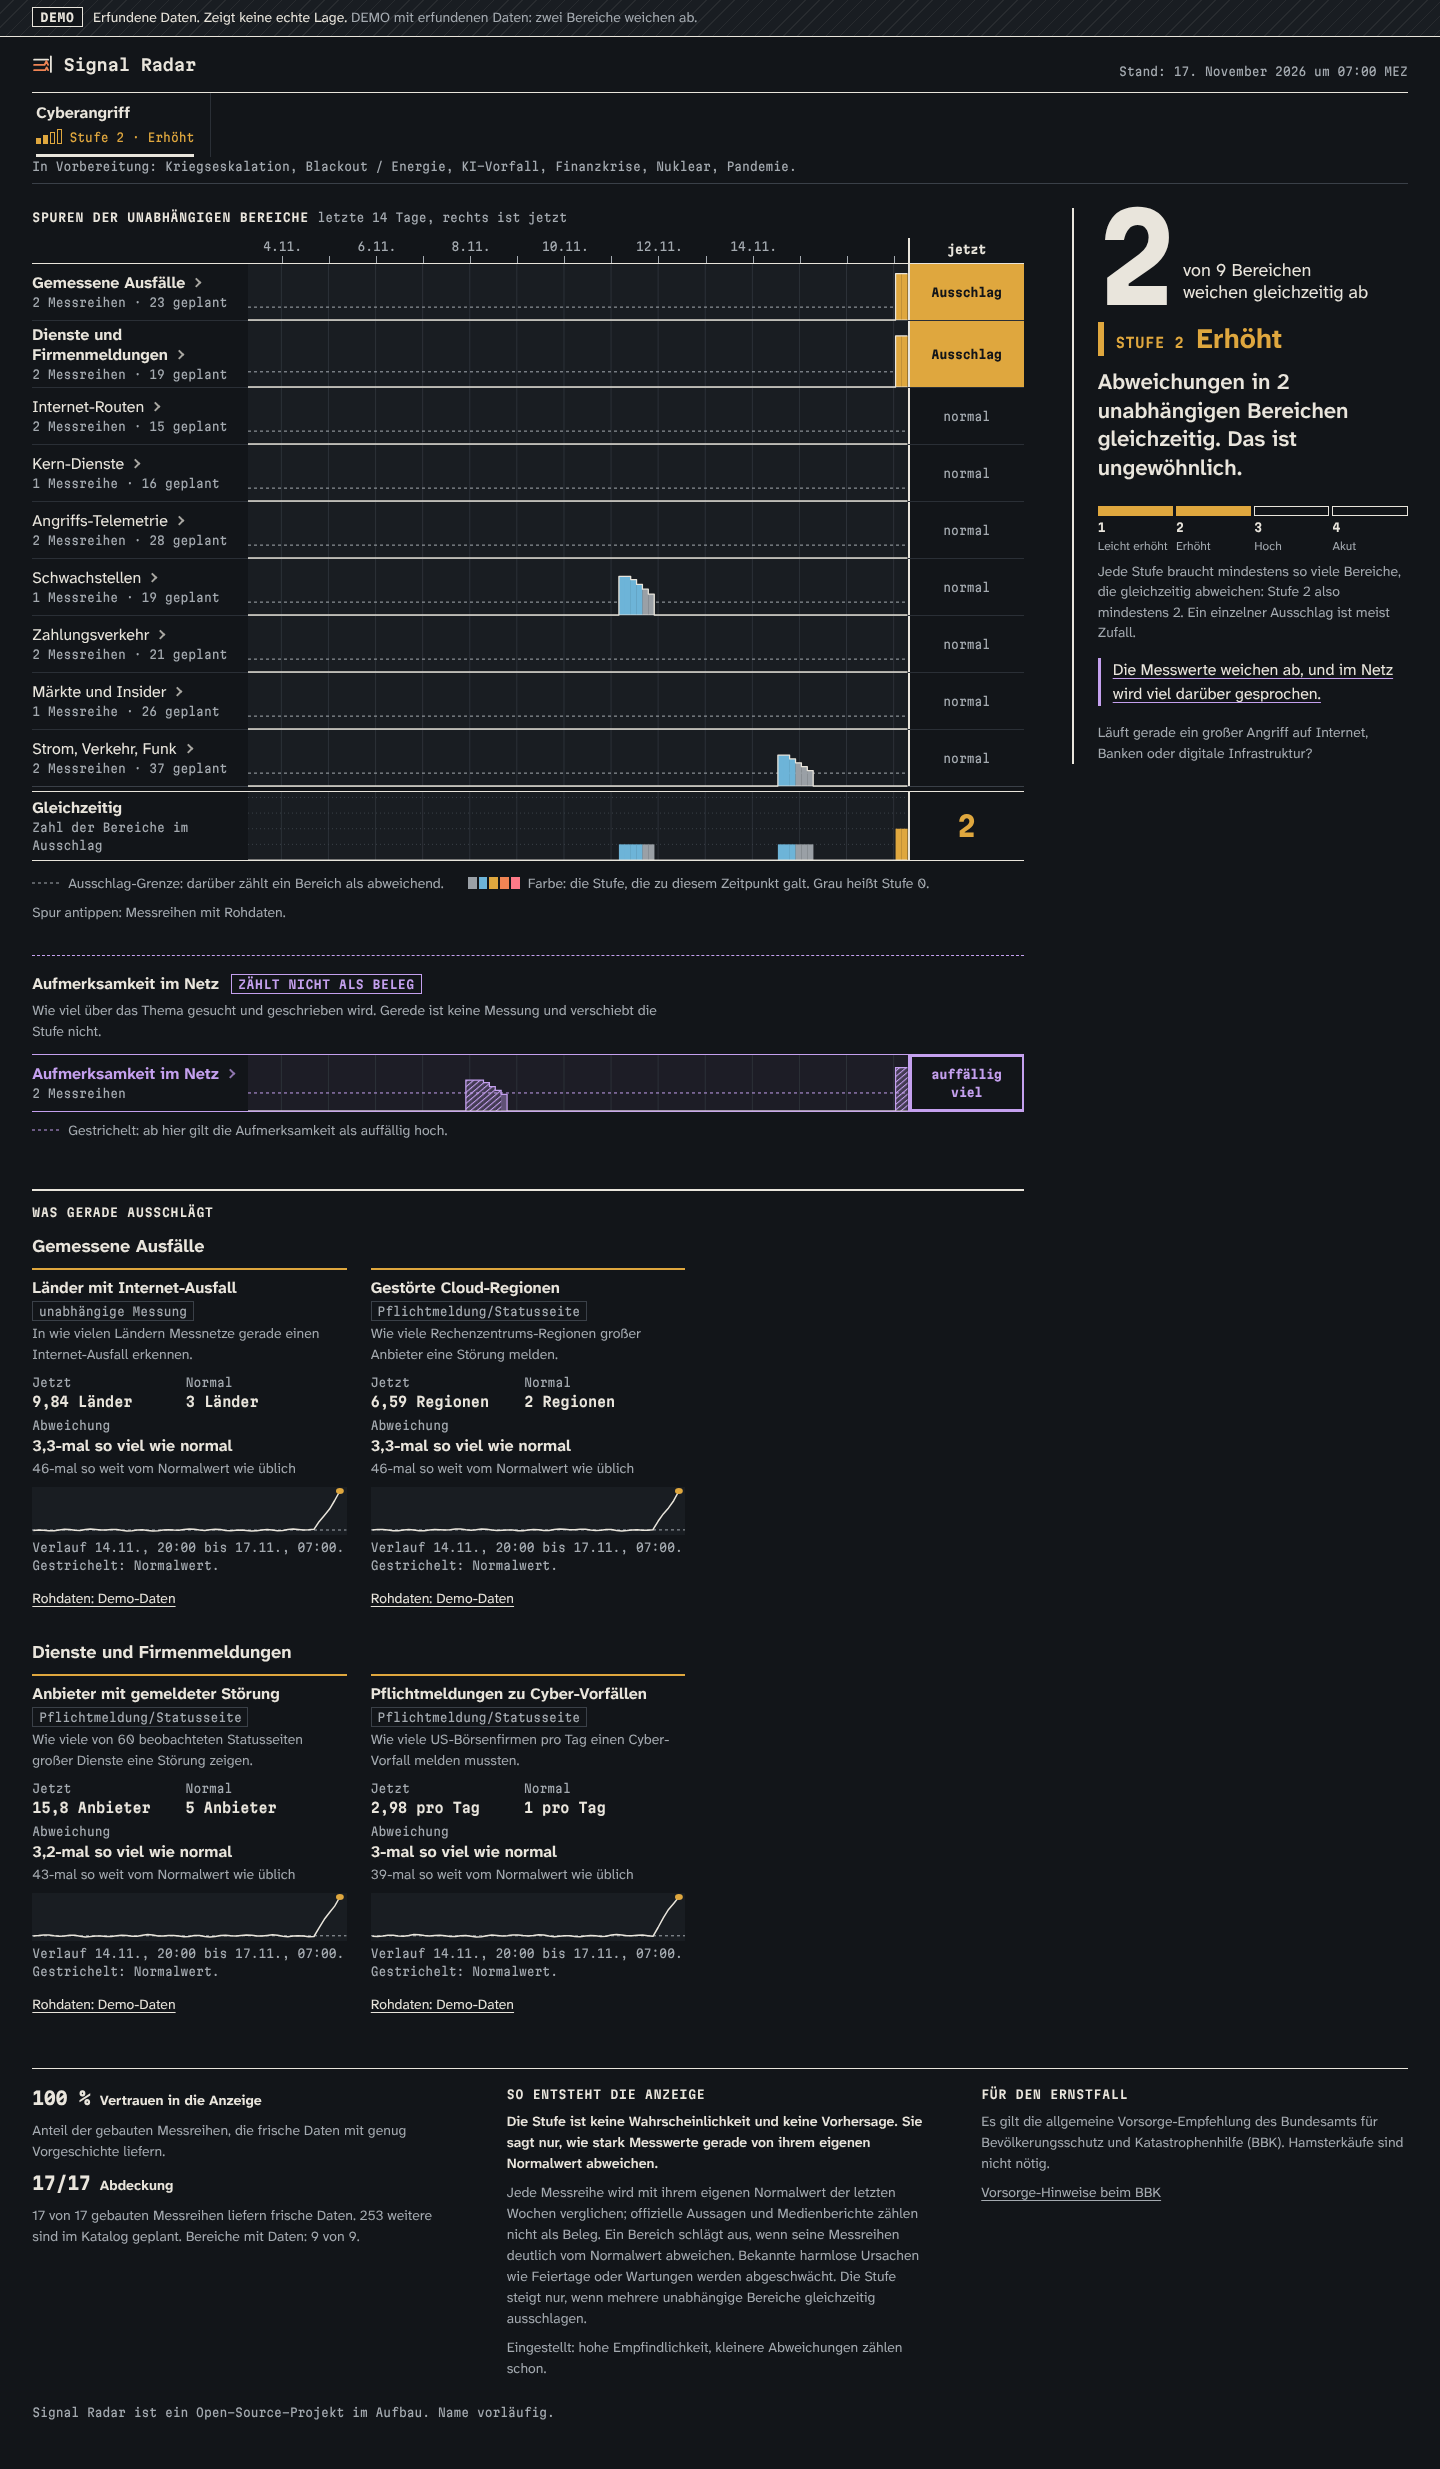 DEMO Erfundene Daten. Zeigt keine echte Lage. DEMO mit erfundenen Daten: zwei Bereiche weichen ab.
Signal Radar
Stand: 17. November 2026 um 07:00 MEZ
Cyberangriff
Stufe 2 · Erhöht
In Vorbereitung: Kriegseskalation, Blackout / Energie, KI-Vorfall, Finanzkrise, Nuklear, Pandemie.
SPUREN DER UNABHÄNGIGEN BEREICHE letzte 14 Tage, rechts ist jetzt
4.11. 6.11. 8.11. 10.11. 12.11. 14.11. jetzt
Gemessene Ausfälle
2 Messreihen · 23 geplant
Ausschlag
Dienste und
Firmenmeldungen
2 Messreihen · 19 geplant
Ausschlag
Internet-Routen
2 Messreihen · 15 geplant
normal
Kern-Dienste
1 Messreihe · 16 geplant
normal
Angriffs-Telemetrie
2 Messreihen · 28 geplant
normal
Schwachstellen
1 Messreihe · 19 geplant
normal
Zahlungsverkehr
2 Messreihen · 21 geplant
normal
Märkte und Insider
1 Messreihe · 26 geplant
normal
Strom, Verkehr, Funk
2 Messreihen · 37 geplant
normal
Gleichzeitig
Zahl der Bereiche im
Ausschlag
2
Ausschlag-Grenze: darüber zählt ein Bereich als abweichend.
Farbe: die Stufe, die zu diesem Zeitpunkt galt. Grau heißt Stufe 0.
Spur antippen: Messreihen mit Rohdaten.
2
von 9 Bereichen
weichen gleichzeitig ab
STUFE 2 Erhöht
Abweichungen in 2
unabhängigen Bereichen
gleichzeitig. Das ist
ungewöhnlich.
1 2 3 4
Leicht erhöht Erhöht Hoch Akut
Jede Stufe braucht mindestens so viele Bereiche,
die gleichzeitig abweichen: Stufe 2 also
mindestens 2. Ein einzelner Ausschlag ist meist
Zufall.
Die Messwerte weichen ab, und im Netz
wird viel darüber gesprochen.
Läuft gerade ein großer Angriff auf Internet,
Banken oder digitale Infrastruktur?
Aufmerksamkeit im Netz ZÄHLT NICHT ALS BELEG
Wie viel über das Thema gesucht und geschrieben wird. Gerede ist keine Messung und verschiebt die
Stufe nicht.
Aufmerksamkeit im Netz
2 Messreihen
auffällig
viel
Gestrichelt: ab hier gilt die Aufmerksamkeit als auffällig hoch.
WAS GERADE AUSSCHLÄGT
Gemessene Ausfälle
Länder mit Internet-Ausfall
unabhängige Messung
In wie vielen Ländern Messnetze gerade einen
Internet-Ausfall erkennen.
Jetzt Normal
9,84 Länder 3 Länder
Abweichung
3,3-mal so viel wie normal
46-mal so weit vom Normalwert wie üblich
Verlauf 14.11., 20:00 bis 17.11., 07:00.
Gestrichelt: Normalwert.
Rohdaten: Demo-Daten
Gestörte Cloud-Regionen
Pflichtmeldung/Statusseite
Wie viele Rechenzentrums-Regionen großer
Anbieter eine Störung melden.
Jetzt Normal
6,59 Regionen 2 Regionen
Abweichung
3,3-mal so viel wie normal
46-mal so weit vom Normalwert wie üblich
Verlauf 14.11., 20:00 bis 17.11., 07:00.
Gestrichelt: Normalwert.
Rohdaten: Demo-Daten
Dienste und Firmenmeldungen
Anbieter mit gemeldeter Störung
Pflichtmeldung/Statusseite
Wie viele von 60 beobachteten Statusseiten
großer Dienste eine Störung zeigen.
Jetzt Normal
15,8 Anbieter 5 Anbieter
Abweichung
3,2-mal so viel wie normal
43-mal so weit vom Normalwert wie üblich
Verlauf 14.11., 20:00 bis 17.11., 07:00.
Gestrichelt: Normalwert.
Rohdaten: Demo-Daten
Pflichtmeldungen zu Cyber-Vorfällen
Pflichtmeldung/Statusseite
Wie viele US-Börsenfirmen pro Tag einen Cyber-
Vorfall melden mussten.
Jetzt Normal
2,98 pro Tag 1 pro Tag
Abweichung
3-mal so viel wie normal
39-mal so weit vom Normalwert wie üblich
Verlauf 14.11., 20:00 bis 17.11., 07:00.
Gestrichelt: Normalwert.
Rohdaten: Demo-Daten
100 % Vertrauen in die Anzeige
Anteil der gebauten Messreihen, die frische Daten mit genug
Vorgeschichte liefern.
17/17 Abdeckung
17 von 17 gebauten Messreihen liefern frische Daten. 253 weitere
sind im Katalog geplant. Bereiche mit Daten: 9 von 9.
SO ENTSTEHT DIE ANZEIGE
Die Stufe ist keine Wahrscheinlichkeit und keine Vorhersage. Sie
sagt nur, wie stark Messwerte gerade von ihrem eigenen
Normalwert abweichen.
Jede Messreihe wird mit ihrem eigenen Normalwert der letzten
Wochen verglichen; offizielle Aussagen und Medienberichte zählen
nicht als Beleg. Ein Bereich schlägt aus, wenn seine Messreihen
deutlich vom Normalwert abweichen. Bekannte harmlose Ursachen
wie Feiertage oder Wartungen werden abgeschwächt. Die Stufe
steigt nur, wenn mehrere unabhängige Bereiche gleichzeitig
ausschlagen.
Eingestellt: hohe Empfindlichkeit, kleinere Abweichungen zählen
schon.
FÜR DEN ERNSTFALL
Es gilt die allgemeine Vorsorge-Empfehlung des Bundesamts für
Bevölkerungsschutz und Katastrophenhilfe (BBK). Hamsterkäufe sind
nicht nötig.
Vorsorge-Hinweise beim BBK
Signal Radar ist ein Open-Source-Projekt im Aufbau. Name vorläufig.